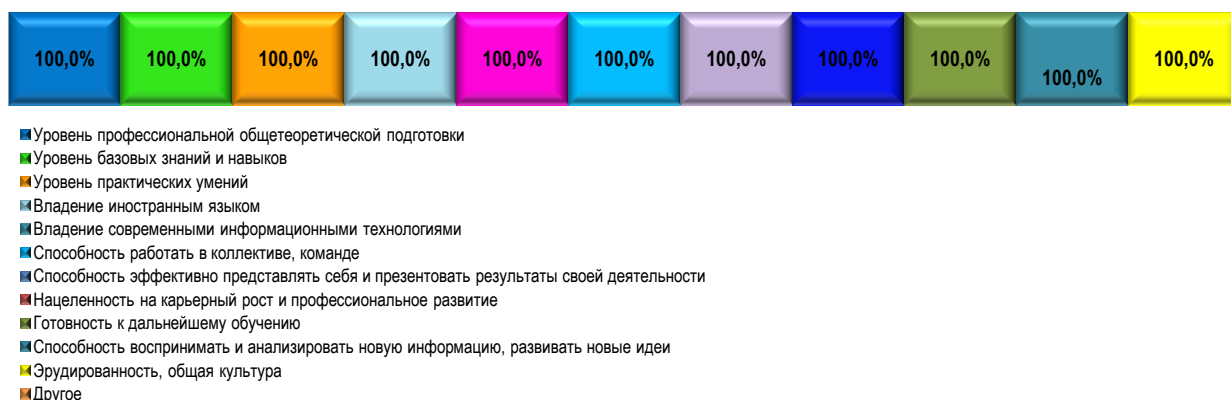 100,0% 100,0% 100,0% 100,0% 100,0% 100,0% 100,0% 100,0% 100,0% 100,0% 100,0%
Уровень профессиональной общетеоретической подготовки
Уровень базовых знаний и навыков
Уровень практических умений
Владение иностранным языком
Владение современными информационными технологиями
Способность работать в коллективе, команде
Способность эффективно представлять себя и презентовать результаты своей деятельности
Нацеленность на карьерный рост и профессиональное развитие
Готовность к дальнейшему обучению
Способность воспринимать и анализировать новую информацию, развивать новые идеи
Эрудированность, общая культура
Другое